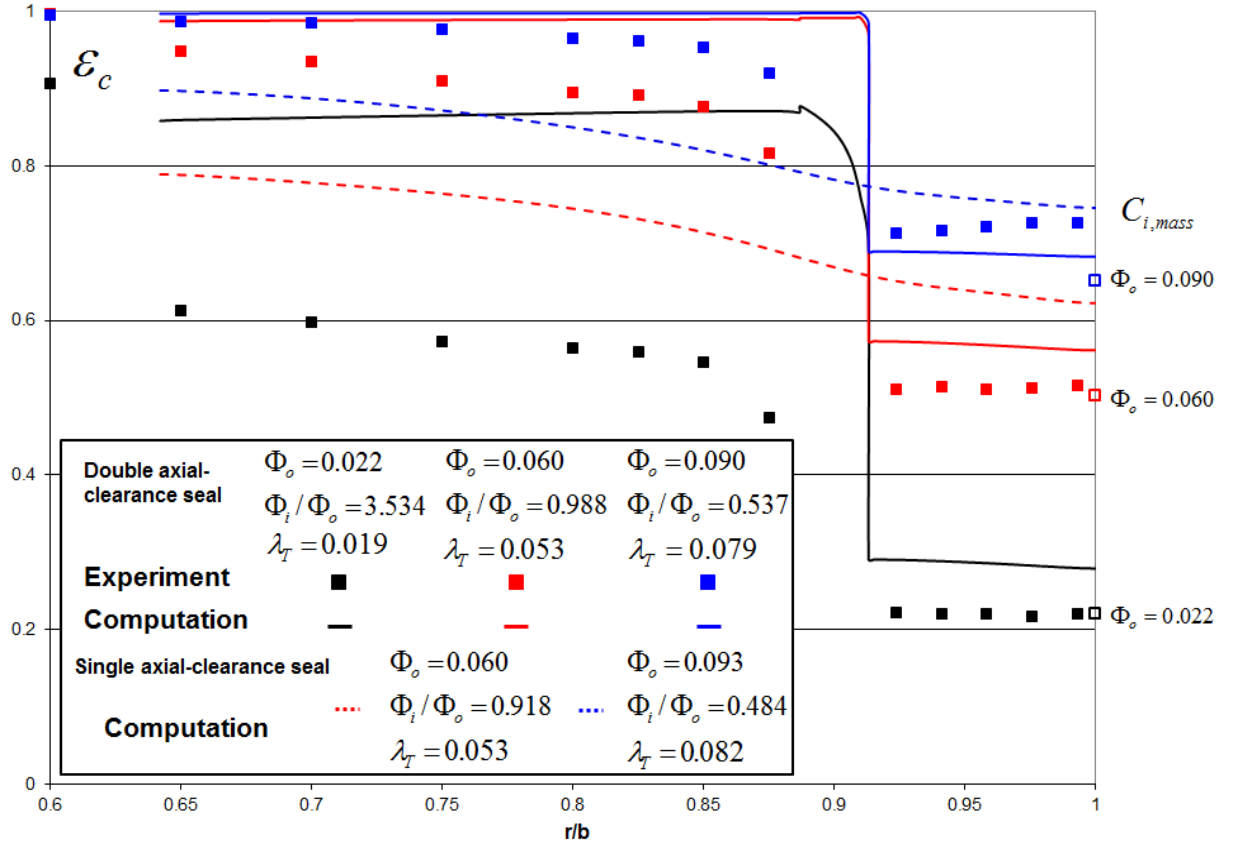 1
ε_c
0.8
C_{i,mass}
Φ_o = 0.090
0.6
Φ_o = 0.060
0.4
Double axial-clearance seal
Φ_o = 0.022 Φ_o = 0.060 Φ_o = 0.090
Φ_i / Φ_o = 3.534 Φ_i / Φ_o = 0.988 Φ_i / Φ_o = 0.537
λ_T = 0.019 λ_T = 0.053 λ_T = 0.079
Experiment
Computation
Φ_o = 0.022
0.2
Single axial-clearance seal
Φ_o = 0.060 Φ_o = 0.093
Computation
Φ_i / Φ_o = 0.918 Φ_i / Φ_o = 0.484
λ_T = 0.053 λ_T = 0.082
0
0.6 0.65 0.7 0.75 0.8 0.85 0.9 0.95 1
r/b